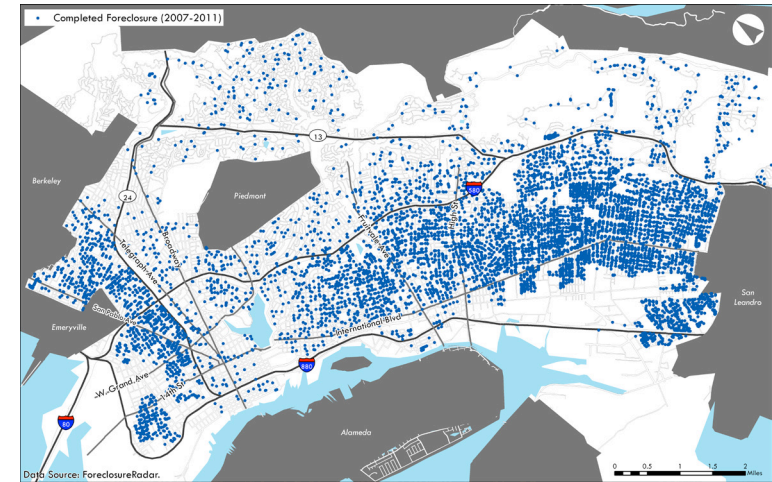 Completed Foreclosure (2007-2011)
13
Berkeley
24
Piedmont
580
High St
Fruitvale Ave
Broadway
Telegraph Ave
San Pablo Ave
Emeryville
San
Leandro
International Blvd
W. Grand Ave
880
14th St
80
Alameda
0 0.5 1 1.5 2
Miles
Data Source: ForeclosureRadar.